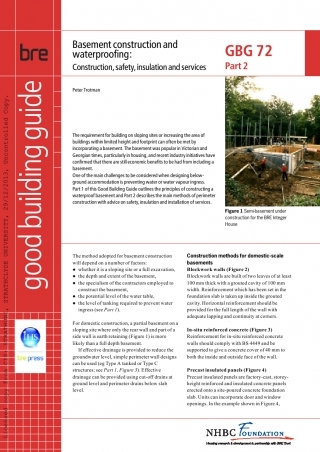 bre
Basement construction and
waterproofing:
Construction, safety, insulation and services
GBG 72
Part 2
Peter Trotman
good building guide
STRATHCLYDE UNIVERSITY, 29/11/2013, Uncontrolled Copy.
The requirement for building on sloping sites or increasing the area of
buildings within limited height and footprint can often be met by
incorporating a basement. The basement was popular in Victorian and
Georgian times, particularly in housing, and recent industry initiatives have
confirmed that there are still economic benefits to be had from including a
basement.
One of the main challenges to be considered when designing below-
ground accommodation is preventing water or water vapour ingress.
Part 1 of this Good Building Guide outlines the principles of constructing a
waterproof basement and Part 2 describes the main methods of perimeter
construction with advice on safety, insulation and installation of services.
Figure 1 Semi-basement under
construction for the BRE Integer
House
The method adopted for basement construction
will depend on a number of factors:
● whether it is a sloping site or a full excavation,
● the depth and extent of the basement,
● the specialism of the contractors employed to
construct the basement,
● the potential level of the water table,
● the level of tanking required to prevent water
ingress (see Part 1).
For domestic construction, a partial basement on a
sloping site where only the rear wall and part of a
side wall is earth retaining (Figure 1) is more
likely than a full depth basement.
If effective drainage is provided to reduce the
groundwater level, simple perimeter wall designs
can be used (eg Type A tanked or Type C
structures; see Part 1, Figure 3). Effective
drainage can be provided using cut-off drains at
ground level and perimeter drains below slab
level.
Construction methods for domestic-scale
basements
Blockwork walls (Figure 2)
Blockwork walls are built of two leaves of at least
100 mm thick with a grouted cavity of 100 mm
width. Reinforcement which has been set in the
foundation slab is taken up inside the grouted
cavity. Horizontal reinforcement should be
provided for the full length of the wall with
adequate lapping and continuity at corners.
In-situ reinforced concrete (Figure 3)
Reinforcement for in-situ reinforced concrete
walls should comply with BS 4449 and be
supported to give a concrete cover of 40 mm to
both the inside and outside face of the wall.
Precast insulated panels (Figure 4)
Precast insulated panels are factory-cast, storey-
height reinforced and insulated concrete panels
erected onto a site-poured concrete foundation
slab. Units can incorporate door and window
openings. In the example shown in Figure 4,
IHS
bre press
NHBC FOUNDATION
Housing research & development in partnership with BRE Trust